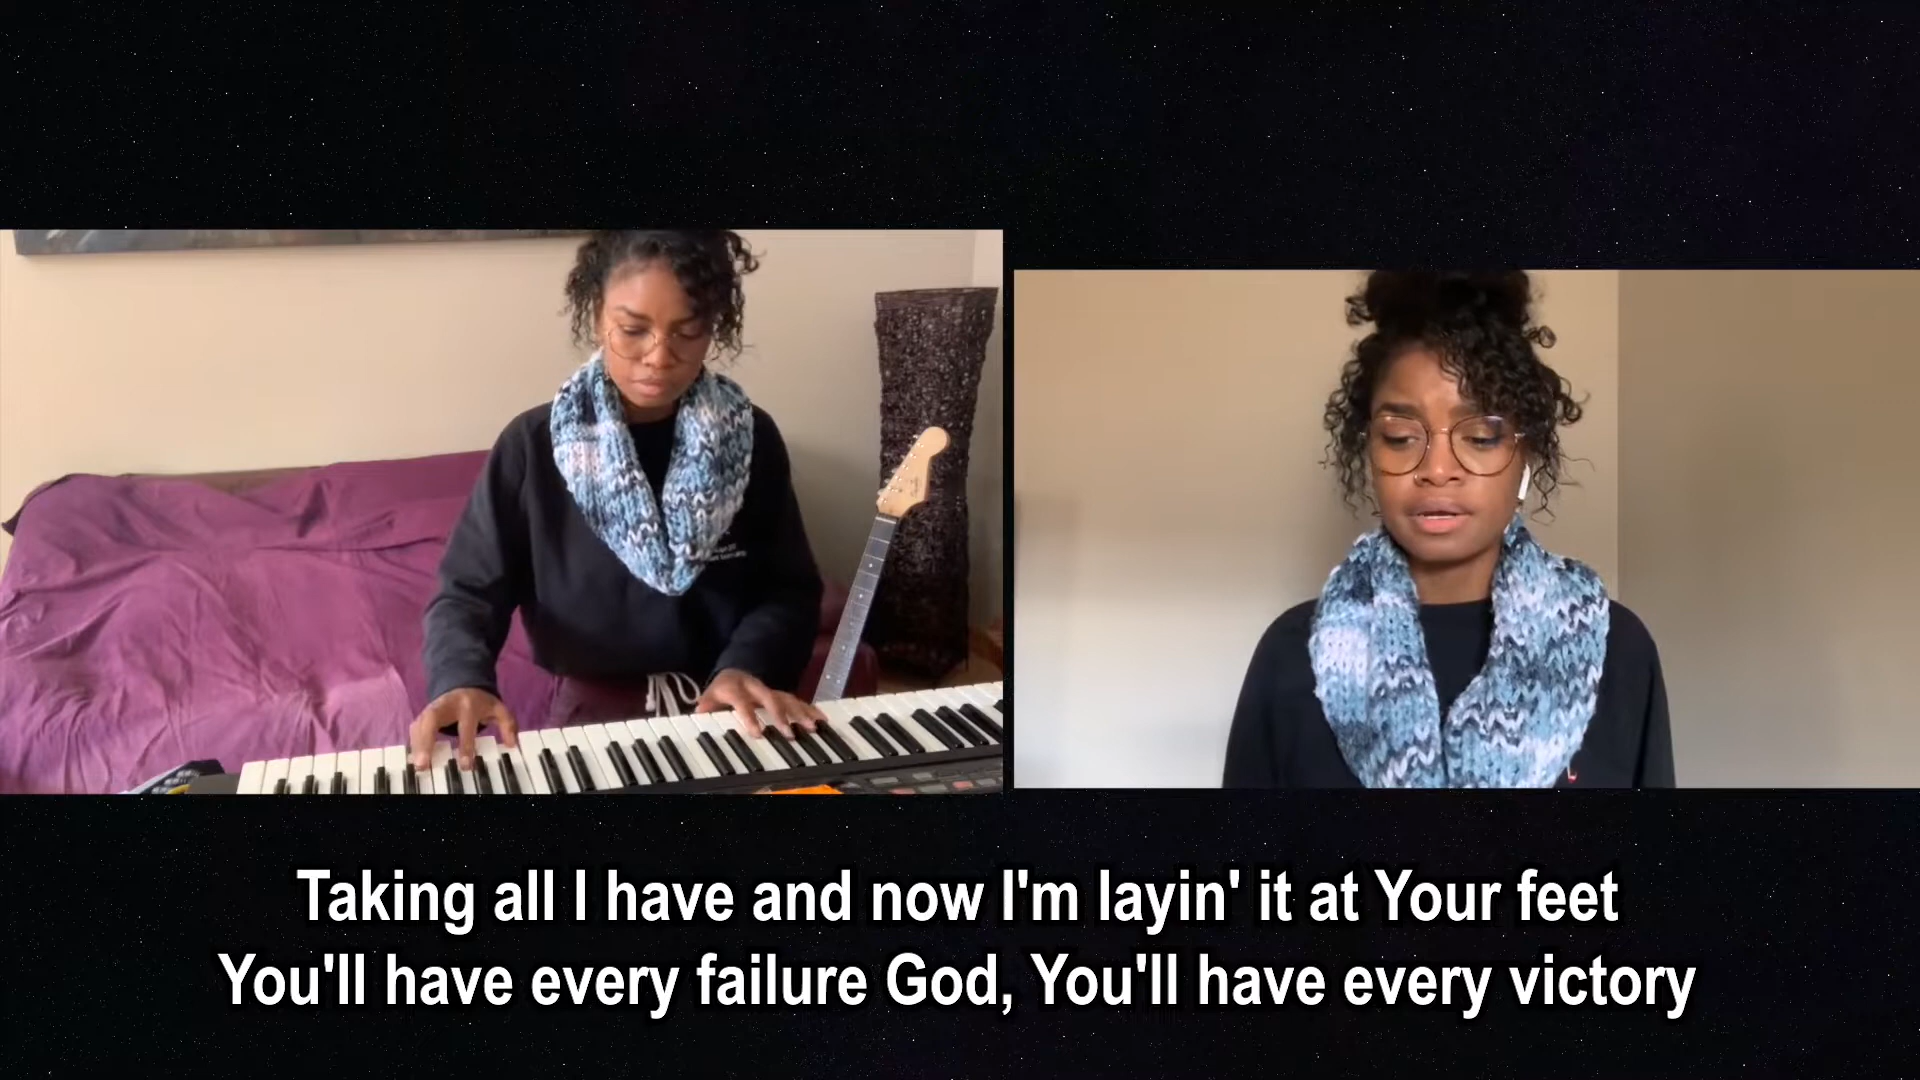 Taking all I have and now I'm layin' it at Your feet
You'll have every failure God, You'll have every victory